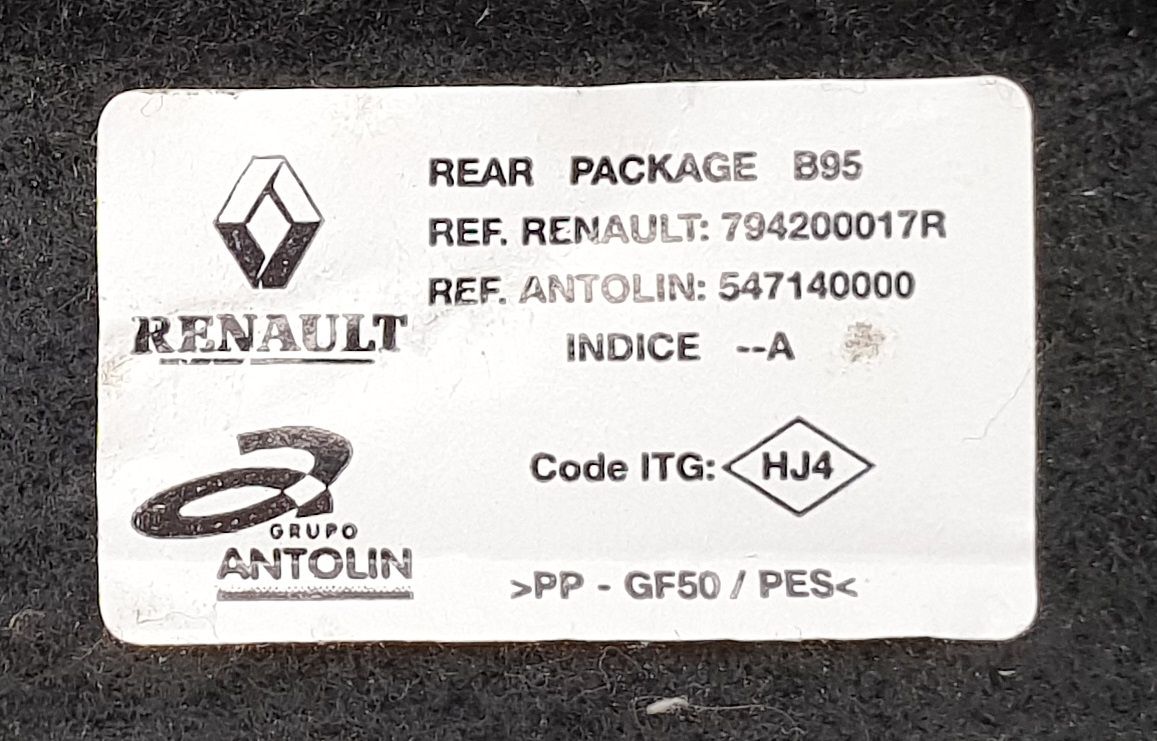 REAR PACKAGE B95
REF. RENAULT: 794200017R
REF. ANTOLIN: 547140000
INDICE --A
RENAULT
Code ITG: HJ4
GRUPO
ANTOLIN
>PP - GF50 / PES<